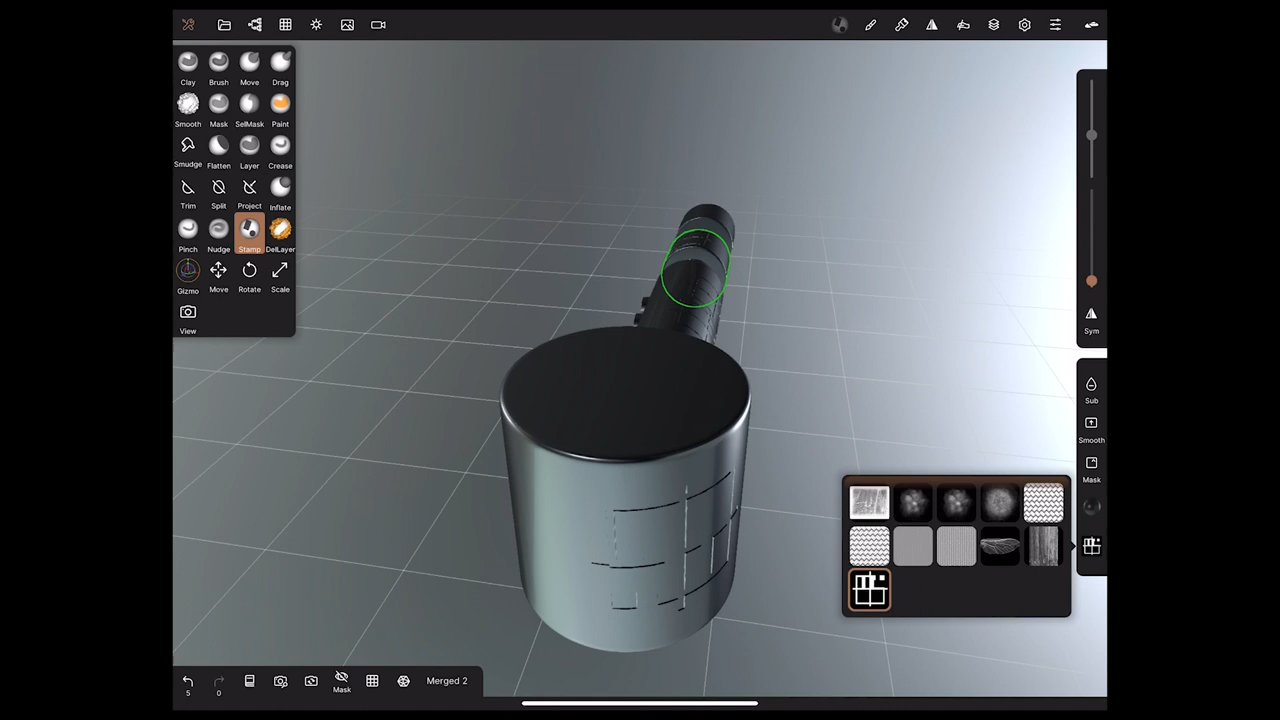 Clay Brush Move Drag
Smooth Mask SelMask Paint
Smudge Flatten Layer Crease
Trim Split Project Inflate
Pinch Nudge Stamp DelLayer
Gizmo Move Rotate Scale
View
Sym
Sub
Smooth
Mask
5 0 Mask Merged 2